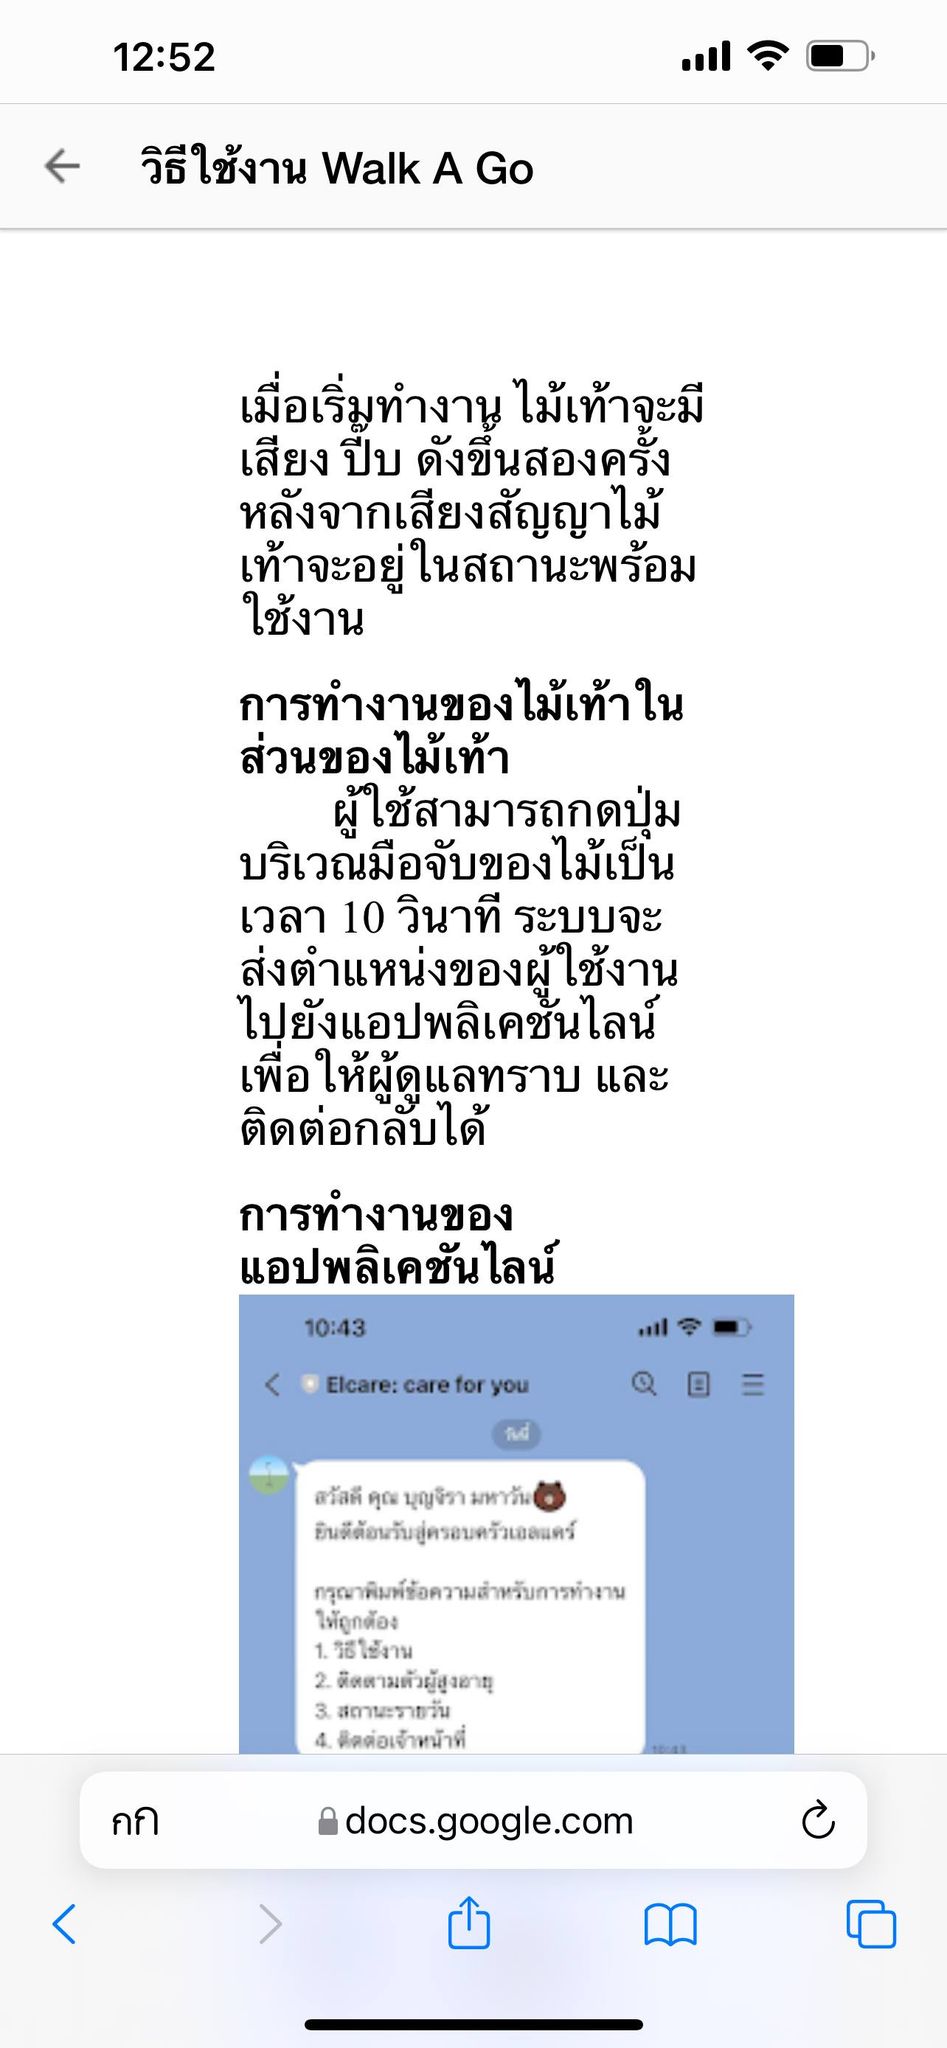 12:52
วิธีใช้งาน Walk A Go
เมื่อเริ่มทำงาน ไม้เท้าจะมี
เสียง ปี๊บ ดังขึ้นสองครั้ง
หลังจากเสียงสัญญาไม้
เท้าจะอยู่ในสถานะพร้อม
ใช้งาน
การทำงานของไม้เท้าใน
ส่วนของไม้เท้า
ผู้ใช้สามารถกดปุ่ม
บริเวณมือจับของไม้เป็น
เวลา 10 วินาที ระบบจะ
ส่งตำแหน่งของผู้ใช้งาน
ไปยังแอปพลิเคชันไลน์
เพื่อให้ผู้ดูแลทราบ และ
ติดต่อกลับได้
การทำงานของ
แอปพลิเคชันไลน์
10:43
Elcare: care for you
วันนี้
สวัสดี คุณ บุญจิรา มหาวัน
ยินดีต้อนรับสู่ครอบครัวเอลแคร์
กรุณาพิมพ์ข้อความสำหรับการทำงาน
ให้ถูกต้อง
1. วิธีใช้งาน
2. ติดตามตัวผู้สูงอายุ
3. สถานะรายวัน
4. ติดต่อเจ้าหน้าที่
10:43
กก
docs.google.com